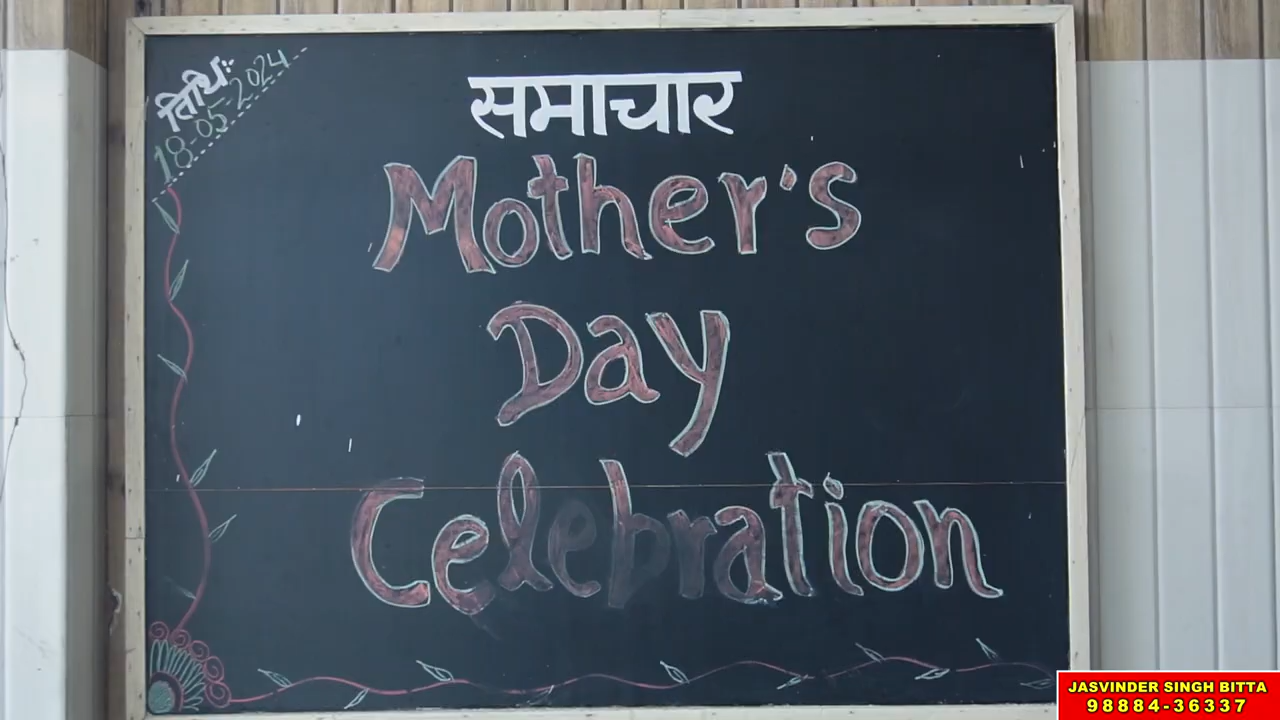 तिथि:
18-05-2024
समाचार
Mother's
Day
Celebration
JASVINDER SINGH BITTA
98884-36337